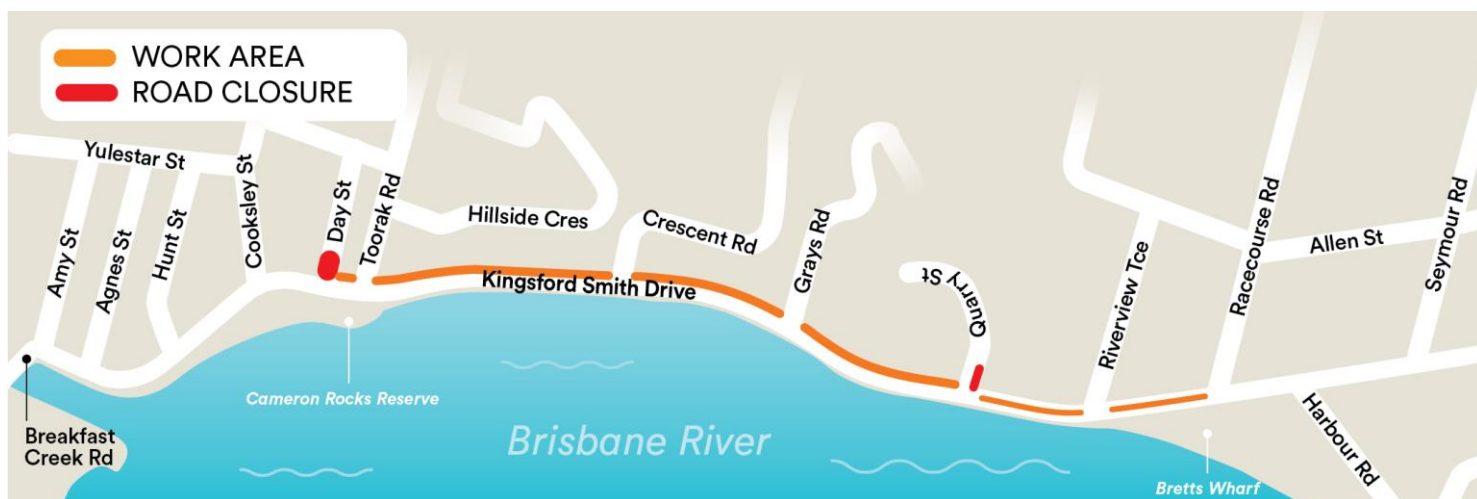 WORK AREA
ROAD CLOSURE
Yulestar St
Amy St
Agnes St
Hunt St
Cooksley St
Day St
Toorak Rd
Hillside Cres
Crescent Rd
Kingsford Smith Drive
Grays Rd
Quarry St
Riverview Tce
Racecourse Rd
Allen St
Seymour Rd
Harbour Rd
Cameron Rocks Reserve
Breakfast
Creek Rd
Brisbane River
Bretts Wharf